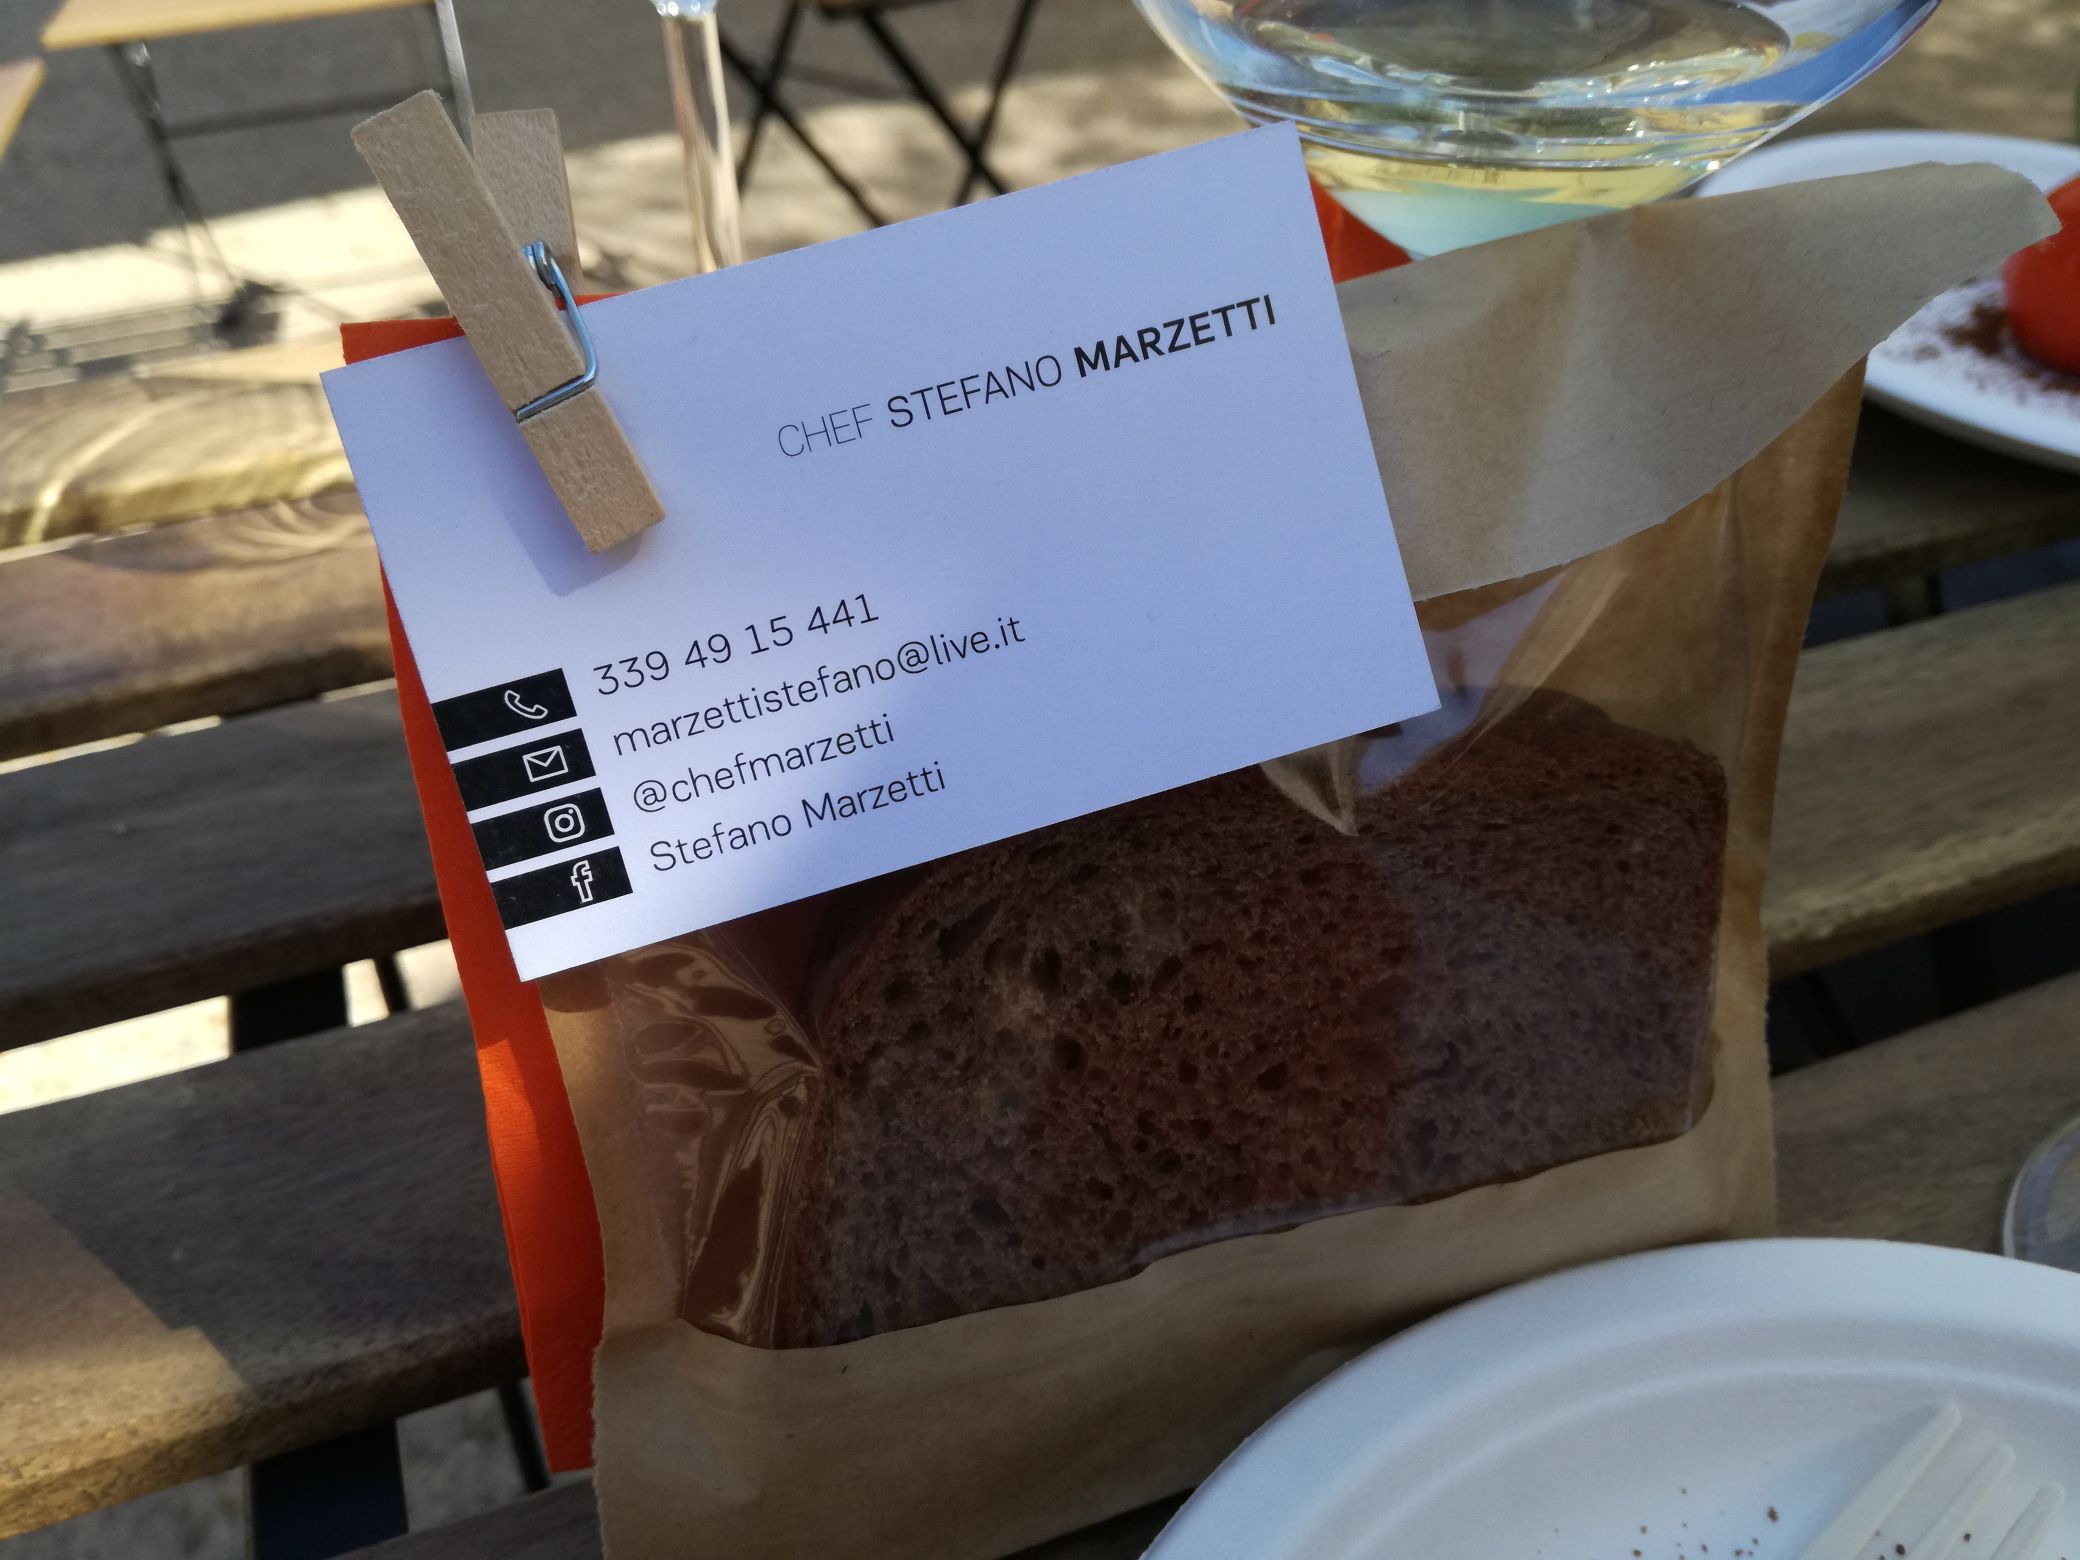 CHEF STEFANO MARZETTI
339 49 15 441
marzettistefano@live.it
@chefmarzetti
Stefano Marzetti